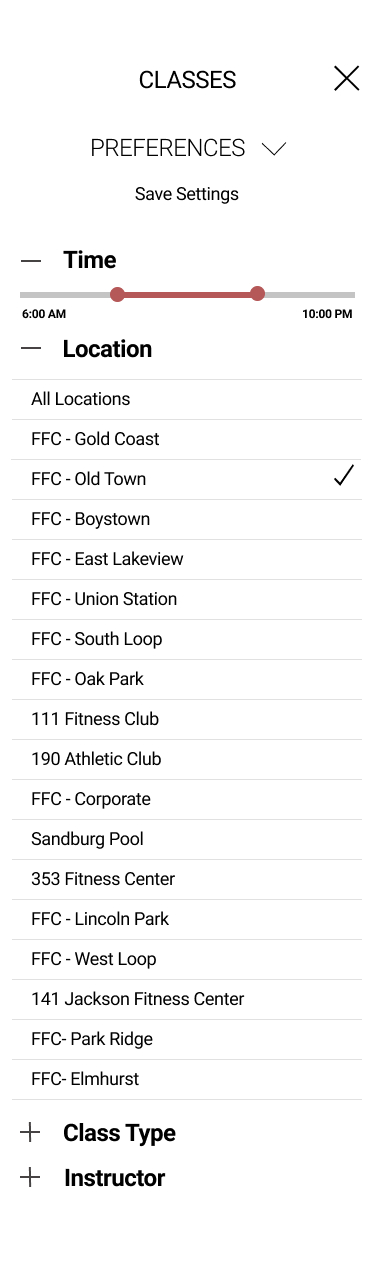 CLASSES
PREFERENCES
Save Settings
Time
6:00 AM 10:00 PM
Location
All Locations
FFC - Gold Coast
FFC - Old Town
FFC - Boystown
FFC - East Lakeview
FFC - Union Station
FFC - South Loop
FFC - Oak Park
111 Fitness Club
190 Athletic Club
FFC - Corporate
Sandburg Pool
353 Fitness Center
FFC - Lincoln Park
FFC - West Loop
141 Jackson Fitness Center
FFC- Park Ridge
FFC- Elmhurst
Class Type
Instructor